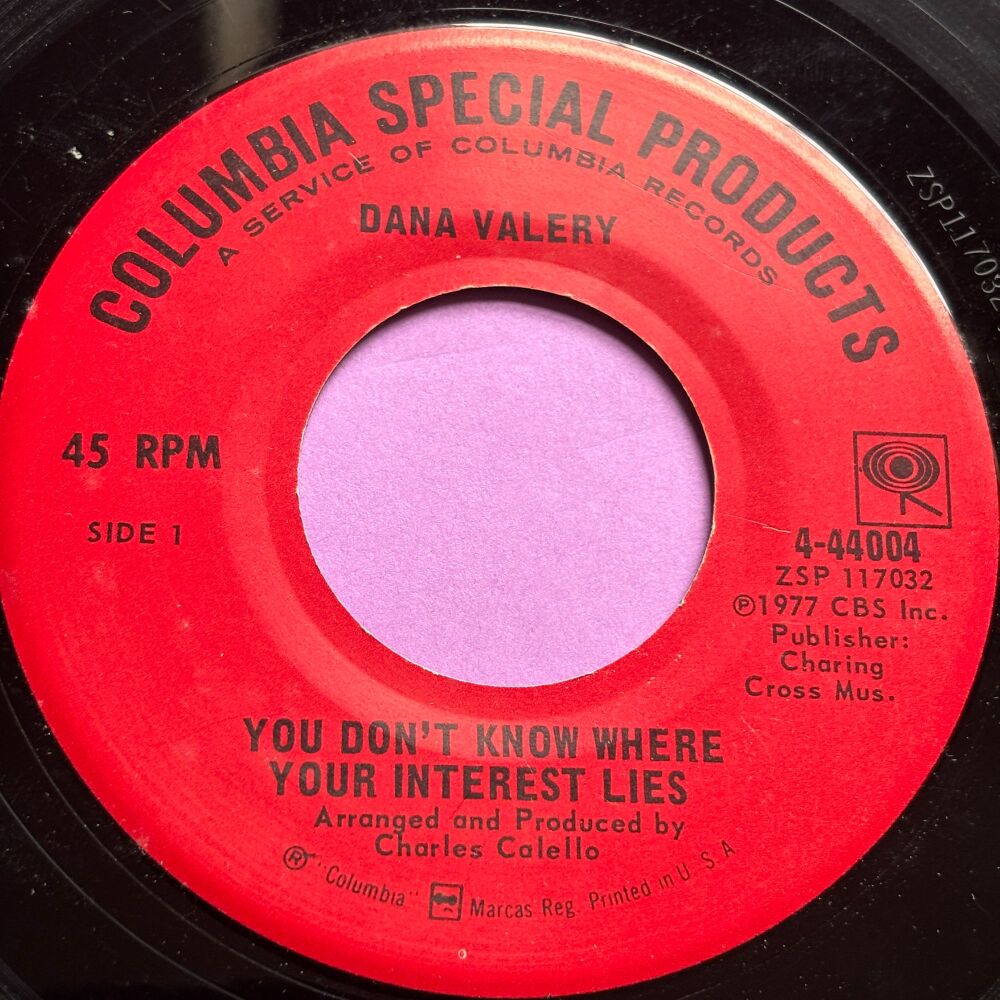 COLUMBIA SPECIAL PRODUCTS
A SERVICE OF COLUMBIA RECORDS
DANA VALERY
ZSP117032
45 RPM
SIDE 1
4-44004
ZSP 117032
Ⓟ1977 CBS Inc.
Publisher:
Charing
Cross Mus.
YOU DON'T KNOW WHERE
YOUR INTEREST LIES
Arranged and Produced by
Charles Calello
® "Columbia" Marcas Reg. Printed in U S A